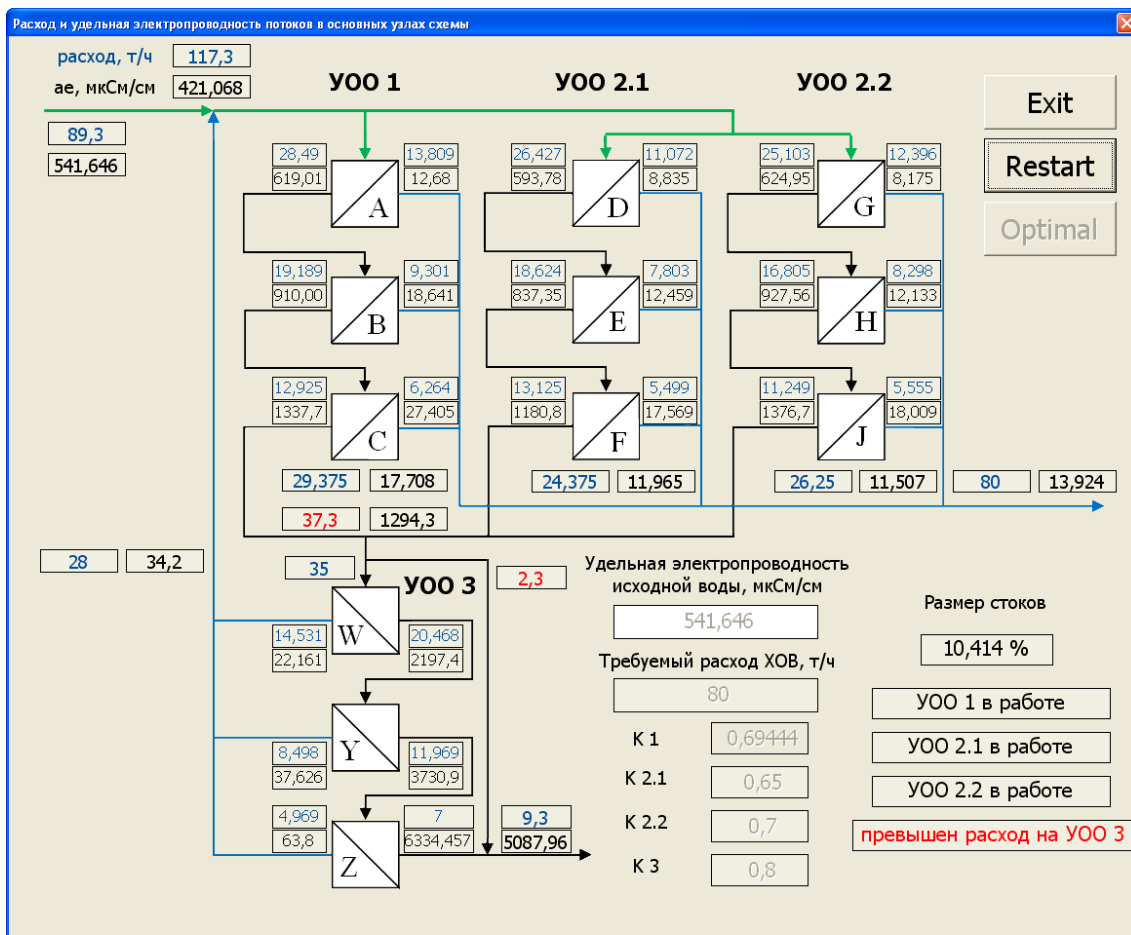 Расход и удельная электропроводность потоков в основных узлах схемы
расход, т/ч 117,3
ае, мкСм/см 421,068
УОО 1 УОО 2.1 УОО 2.2
Exit
Restart
Optimal
89,3
541,646
28,49 13,809 26,427 11,072 25,103 12,396
619,01 12,68 593,78 8,835 624,95 8,175
A D G
19,189 9,301 18,624 7,803 16,805 8,298
910,00 18,641 837,35 12,459 927,56 12,133
B E H
12,925 6,264 13,125 5,499 11,249 5,555
1337,7 27,405 1180,8 17,569 1376,7 18,009
C F J
29,375 17,708 24,375 11,965 26,25 11,507 80 13,924
37,3 1294,3
28 34,2
35
УОО 3
2,3
W
14,531 20,468
22,161 2197,4
Y
8,498 11,969
37,626 3730,9
4,969 7
63,8 6334,457
Z
9,3
5087,96
Удельная электропроводность
исходной воды, мкСм/см
541,646
Требуемый расход ХОВ, т/ч
80
К 1 0,69444
К 2.1 0,65
К 2.2 0,7
К 3 0,8
Размер стоков
10,414 %
УОО 1 в работе
УОО 2.1 в работе
УОО 2.2 в работе
превышен расход на УОО 3